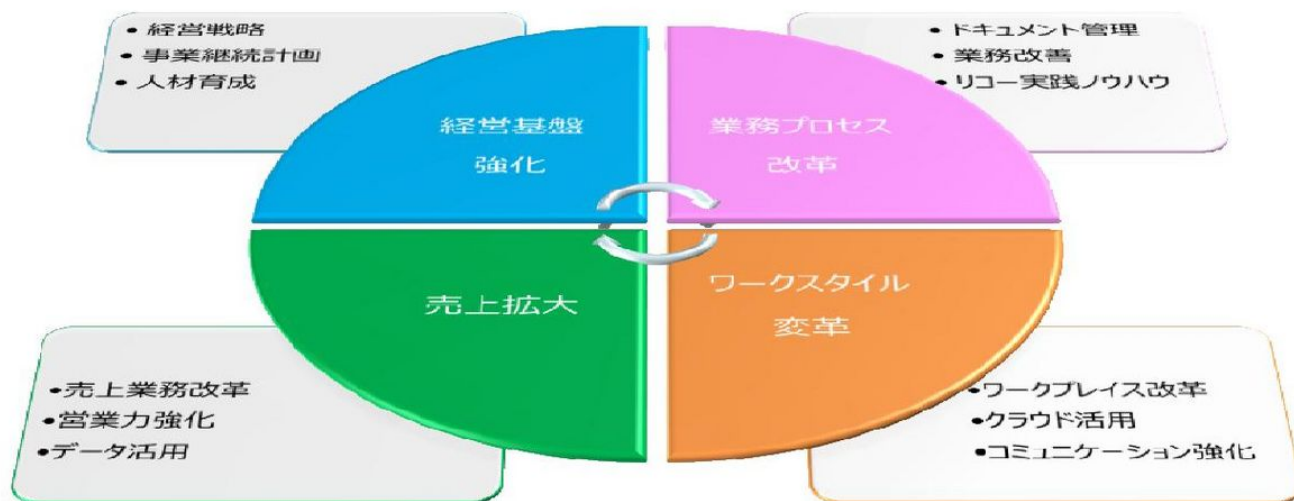 • 経営戦略
• 事業継続計画
• 人材育成
• ドキュメント管理
• 業務改善
• リコー実践ノウハウ
経営基盤
強化
業務プロセス
改革
売上拡大
ワークスタイル
変革
•売上業務改革
•営業力強化
•データ活用
•ワークプレイス改革
•クラウド活用
•コミュニケーション強化